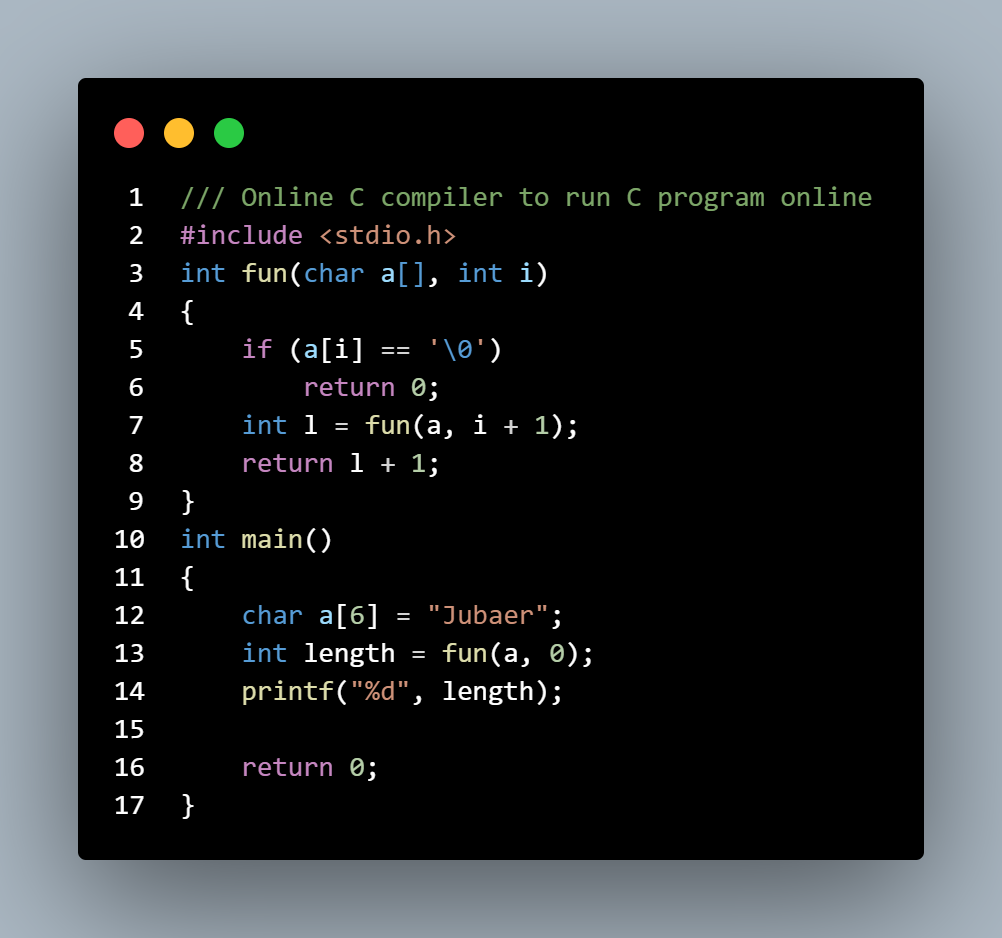 1 /// Online C compiler to run C program online
2 #include <stdio.h>
3 int fun(char a[], int i)
4 {
5     if (a[i] == '\0')
6         return 0;
7     int l = fun(a, i + 1);
8     return l + 1;
9 }
10 int main()
11 {
12     char a[6] = "Jubaer";
13     int length = fun(a, 0);
14     printf("%d", length);
15
16     return 0;
17 }